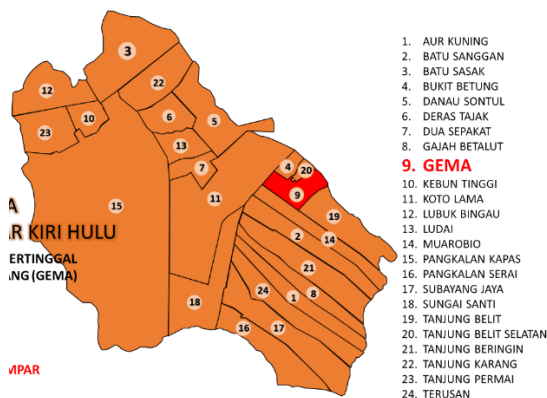 3
12
22
10
23
6
5
13
7
4
20
15
11
9
19
2
14
21
24
1
8
18
16
17
A
AR KIRI HULU
ERTINGGAL
ANG (GEMA)
MPAR
1. AUR KUNING
2. BATU SANGGAN
3. BATU SASAK
4. BUKIT BETUNG
5. DANAU SONTUL
6. DERAS TAJAK
7. DUA SEPAKAT
8. GAJAH BETALUT
9. GEMA
10. KEBUN TINGGI
11. KOTO LAMA
12. LUBUK BINGAU
13. LUDAI
14. MUAROBIO
15. PANGKALAN KAPAS
16. PANGKALAN SERAI
17. SUBAYANG JAYA
18. SUNGAI SANTI
19. TANJUNG BELIT
20. TANJUNG BELIT SELATAN
21. TANJUNG BERINGIN
22. TANJUNG KARANG
23. TANJUNG PERMAI
24. TERUSAN